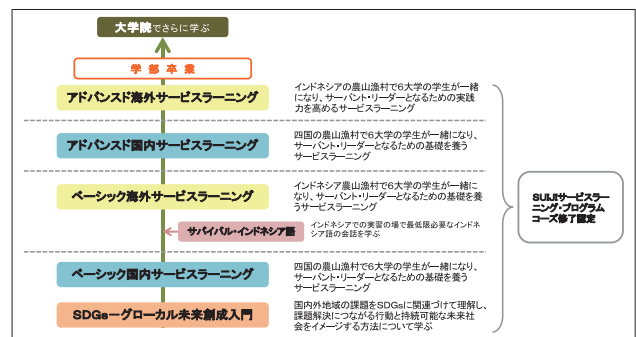 大学院でさらに学ぶ
学部卒業
アドバンスド海外サービスラーニング
インドネシアの農山漁村で6大学の学生が一緒
になり、サーバント・リーダーとなるための実践
力を高めるサービスラーニング
アドバンスド国内サービスラーニング
四国の農山漁村で6大学の学生が一緒になり、
サーバント・リーダーとなるための基礎を養う
サービスラーニング
ベーシック海外サービスラーニング
インドネシア農山漁村で6大学の学生が一緒に
なり、サーバント・リーダーとなるための基礎を養
うサービスラーニング
サバイバル・インドネシア語
インドネシアでの実習の場で最低限必要なインドネ
シア語の会話を学ぶ
ベーシック国内サービスラーニング
四国の農山漁村で6大学の学生が一緒になり、
サーバント・リーダーとなるための基礎を養う
サービスラーニング
SDGsーグローカル未来創成入門
国内外地域の課題をSDGsに関連づけて理解し、
課題解決につながる行動と持続可能な未来社
会をイメージする方法について学ぶ
SUIJIサービスラー
ニング・プログラム
コース修了認定